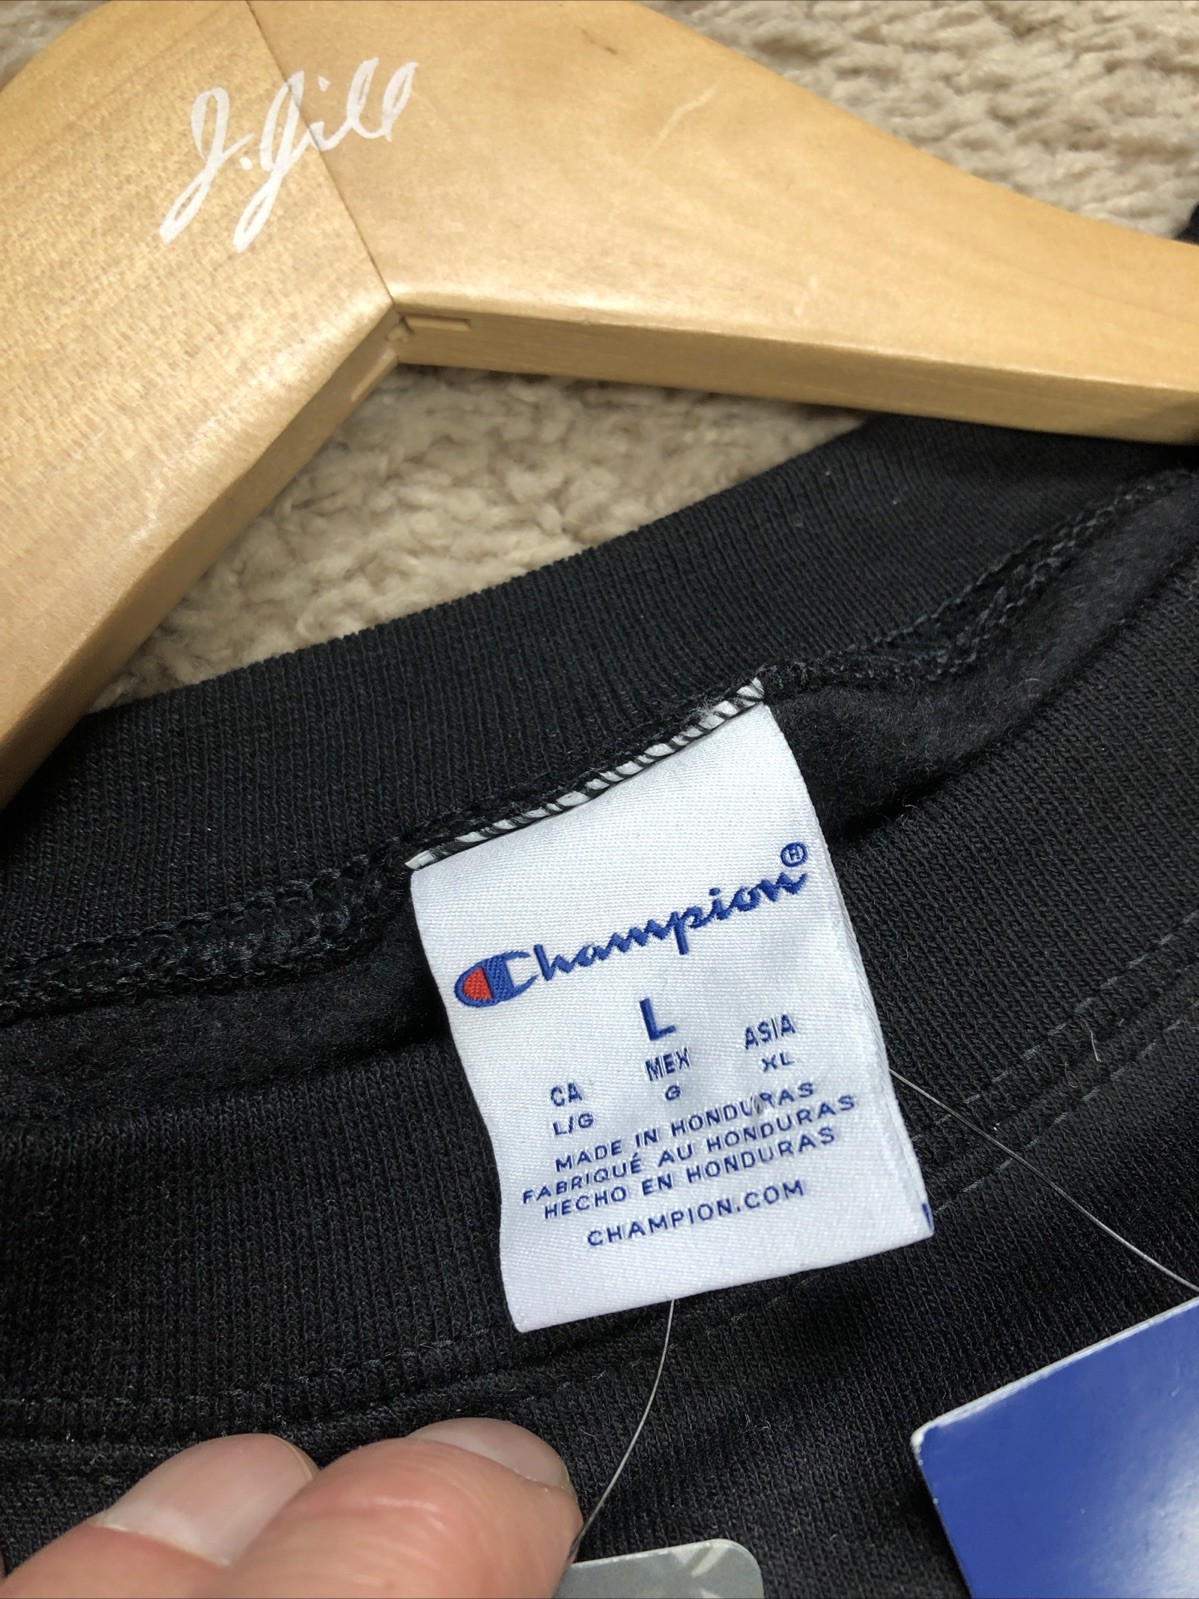 J.Jill
Champion®
L
CA MEX ASIA
L/G G XL
MADE IN HONDURAS
FABRIQUÉ AU HONDURAS
HECHO EN HONDURAS
CHAMPION.COM